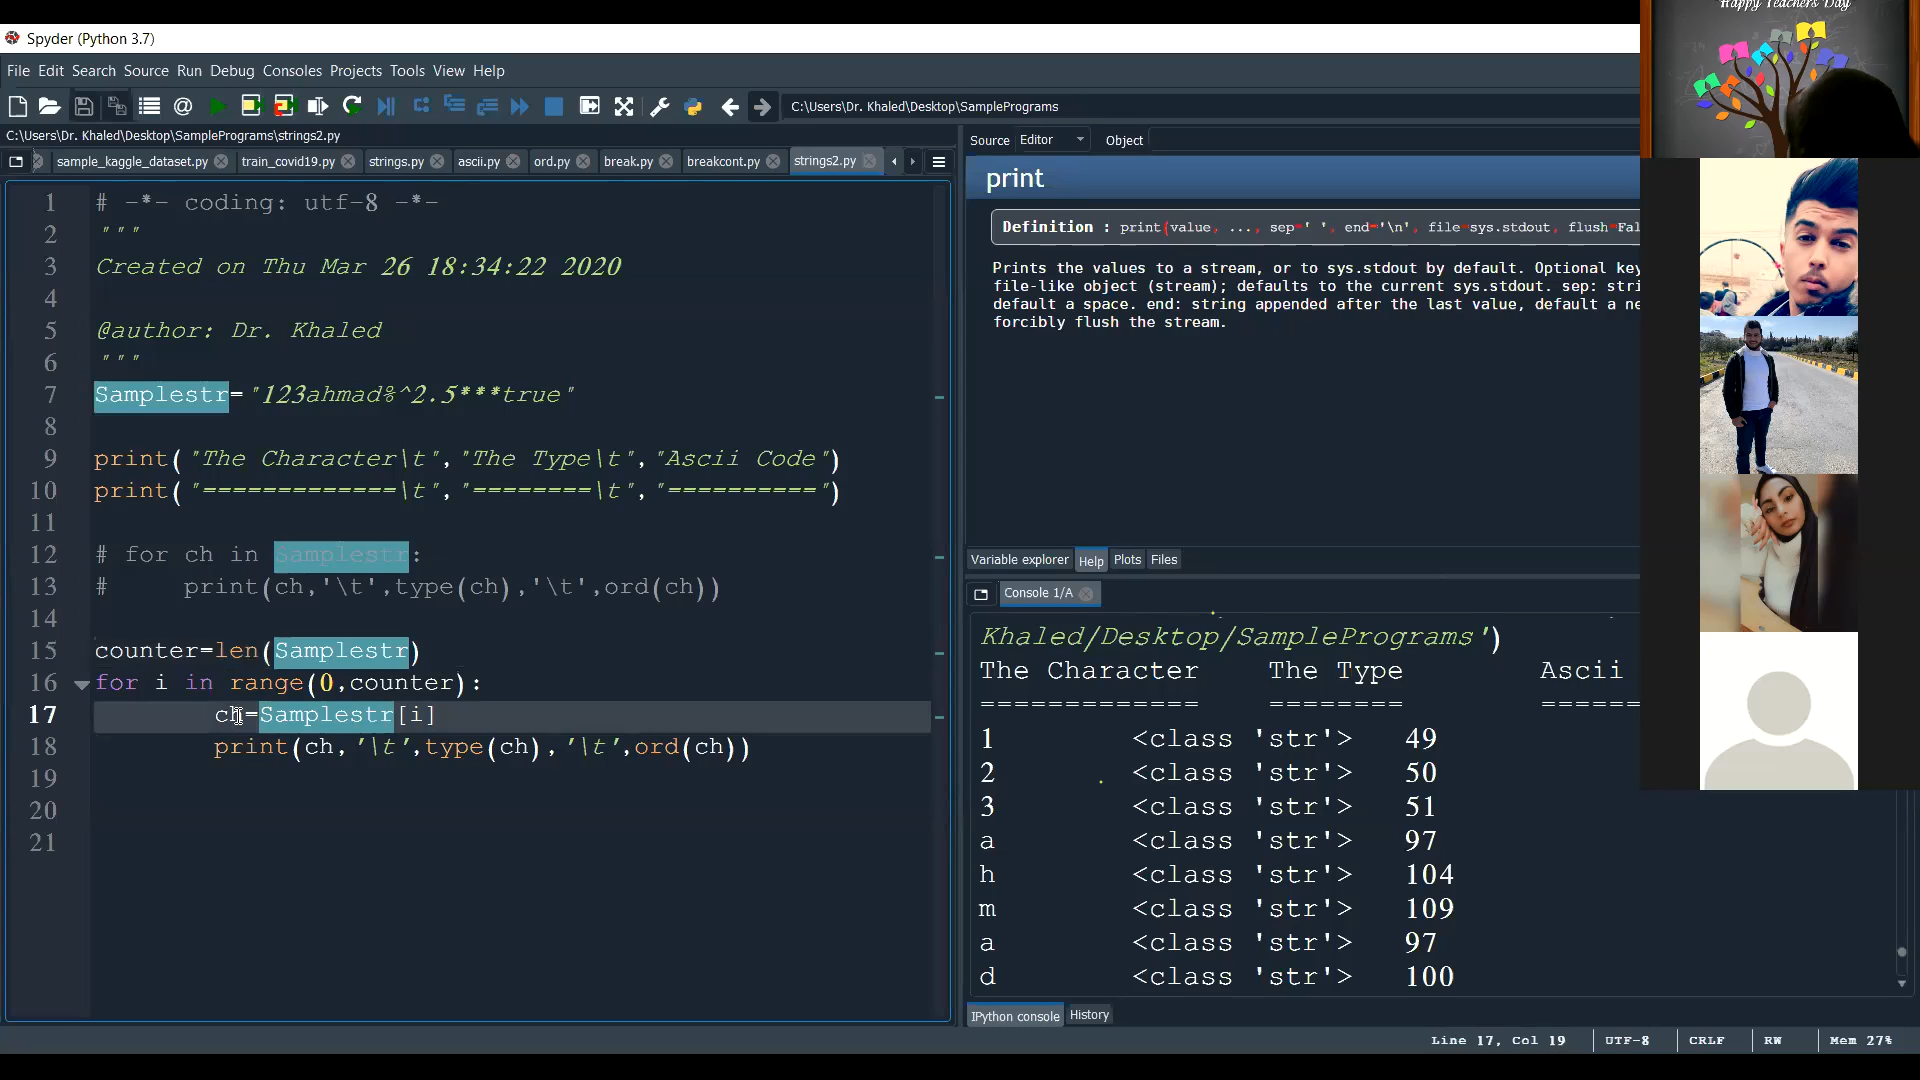 Happy Teachers Day
Spyder (Python 3.7)
File Edit Search Source Run Debug Consoles Projects Tools View Help
C:\Users\Dr. Khaled\Desktop\SamplePrograms
C:\Users\Dr. Khaled\Desktop\SamplePrograms\strings2.py
sample_kaggle_dataset.py train_covid19.py strings.py ascii.py ord.py break.py breakcont.py strings2.py
1 # -*- coding: utf-8 -*-
2 """
3 Created on Thu Mar 26 18:34:22 2020
4
5 @author: Dr. Khaled
6 """
7 Samplestr="123ahmad%^2.5***true"
8
9 print("The Character\t","The Type\t","Ascii Code")
10 print("=============\t","========\t","==========")
11
12 # for ch in Samplestr:
13 #     print(ch,'\t',type(ch),'\t',ord(ch))
14
15 counter=len(Samplestr)
16 for i in range(0,counter):
17         ch=Samplestr[i]
18         print(ch,'\t',type(ch),'\t',ord(ch))
19
20
21
Source Editor Object
print
Definition : print(value, ..., sep=' ', end='\n', file=sys.stdout, flush=Fal
Prints the values to a stream, or to sys.stdout by default. Optional key
file-like object (stream); defaults to the current sys.stdout. sep: stri
default a space. end: string appended after the last value, default a ne
forcibly flush the stream.
Variable explorer Help Plots Files
Console 1/A
Khaled/Desktop/SamplePrograms')
The Character The Type Ascii
============= ======== ======
1 <class 'str'> 49
2 <class 'str'> 50
3 <class 'str'> 51
a <class 'str'> 97
h <class 'str'> 104
m <class 'str'> 109
a <class 'str'> 97
d <class 'str'> 100
IPython console History
Line 17, Col 19 UTF-8 CRLF RW Mem 27%